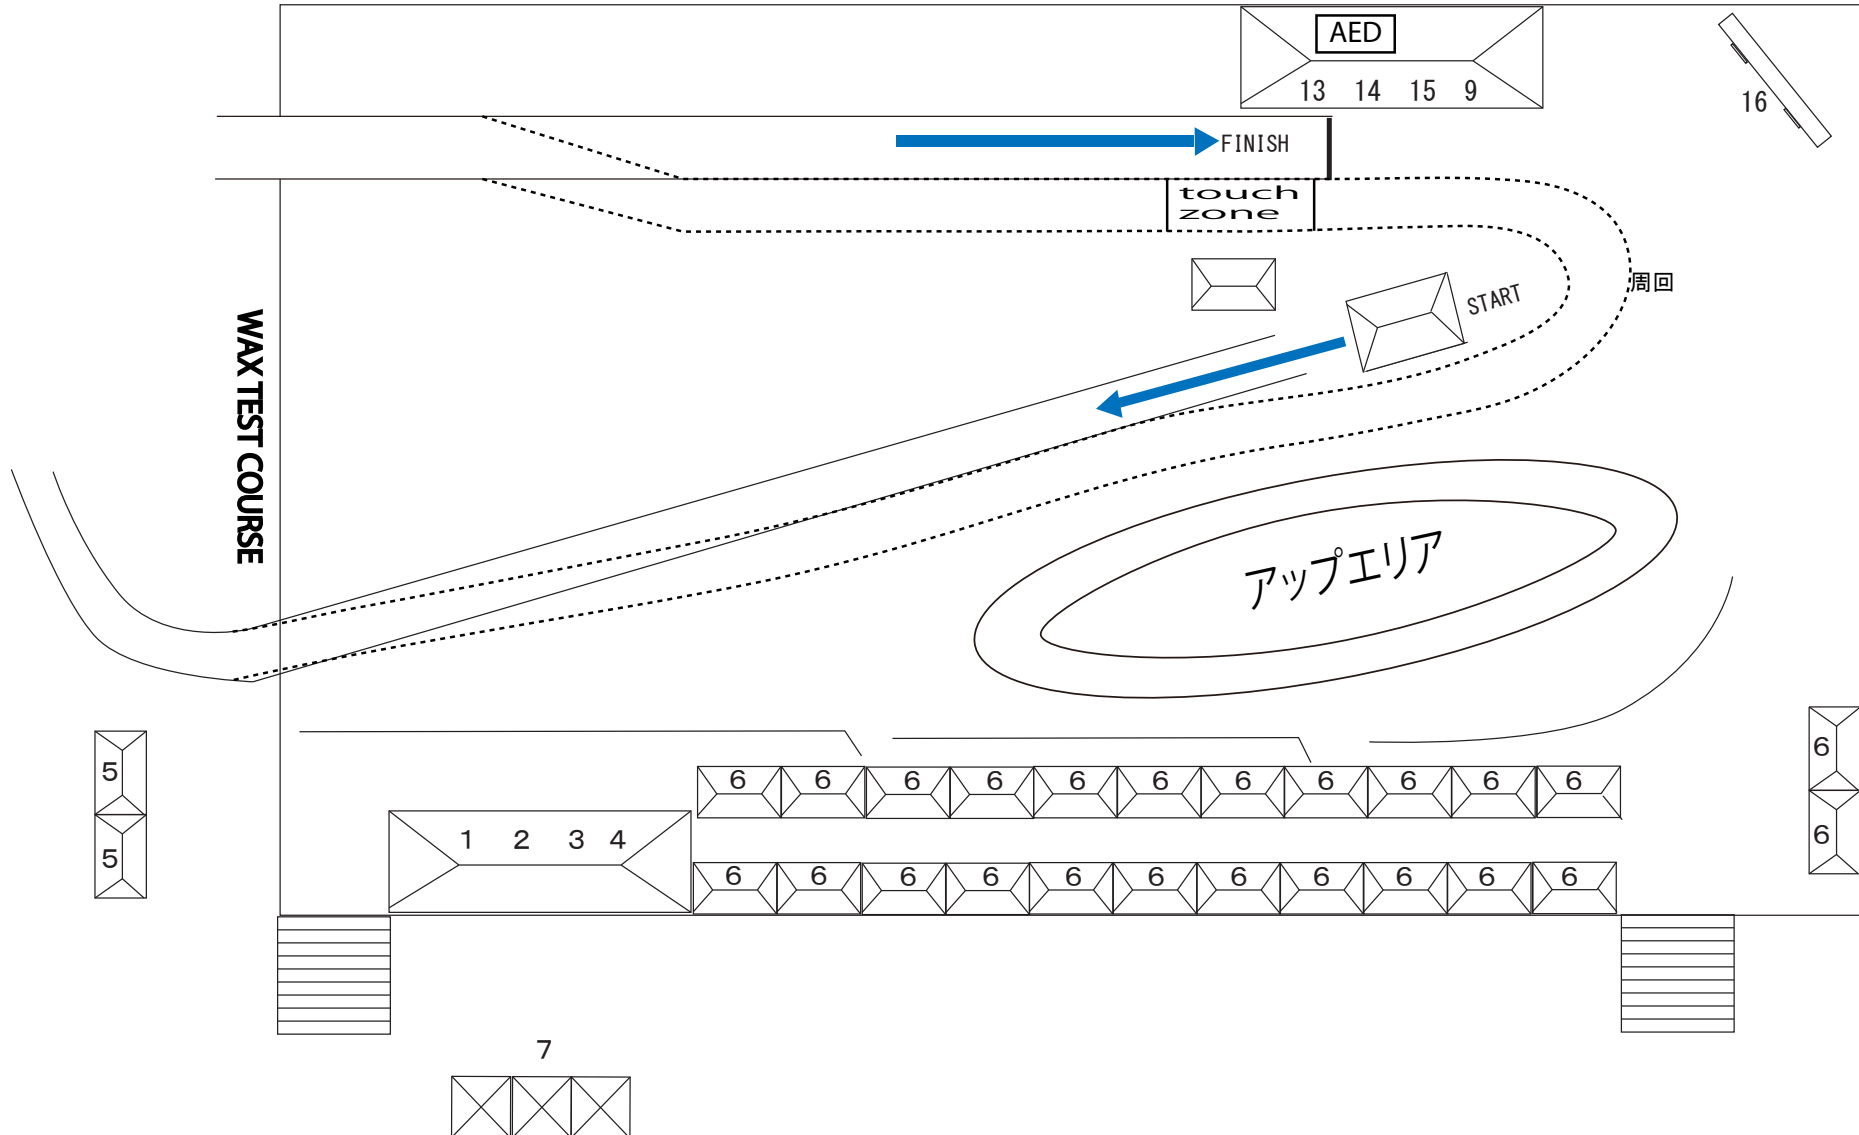 AED
13 14 15 9
16
FINISH
touch
zone
周回
START
WAX TEST COURSE
アップエリア
5
5
6
6
6 6 6 6 6 6 6 6 6 6 6
1 2 3 4
6 6 6 6 6 6 6 6 6 6 6
7